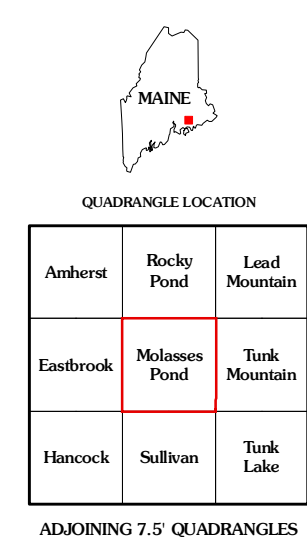 MAINE
QUADRANGLE LOCATION
Amherst
Rocky
Pond
Lead
Mountain
Eastbrook
Molasses
Pond
Tunk
Mountain
Hancock
Sullivan
Tunk
Lake
ADJOINING 7.5' QUADRANGLES